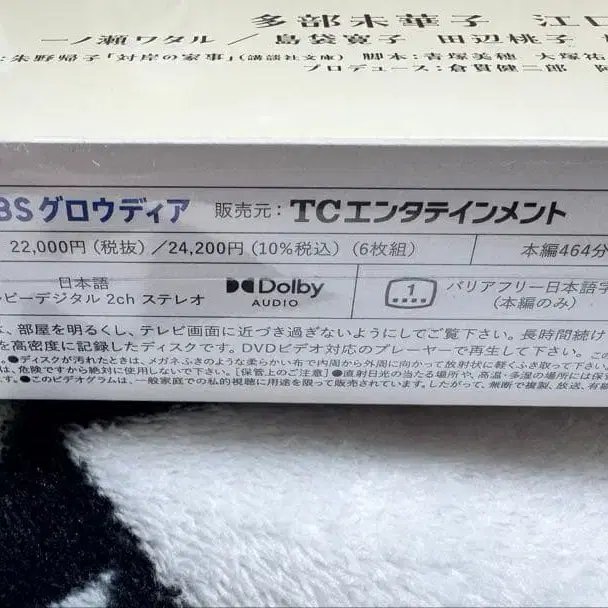 多部未華子 江口
一ノ瀬ワタル／島袋寛子 田辺桃子
朱野帰子「対岸の家事」(講談社文庫) 脚本：青塚美穂 大塚祐
プロデュース：倉貫健二郎
BSグロウディア 販売元：TCエンタテインメント
22,000円(税抜)／24,200円(10%税込)(6枚組) 本編464分
日本語
ドルビーデジタル 2ch ステレオ
Dolby
AUDIO
1
バリアフリー日本語字
(本編のみ)
は、部屋を明るくし、テレビ画面に近づき過ぎないようにしてご覧下さい。長時間続け
を高密度に記録したディスクです。DVDビデオ対応のプレーヤーで再生して下さい。
●ディスクが汚れたときは、メガネふきのような柔らかい布で内周から外周に向かって放射状に軽くふき取って下
は、危険ですから絶対に使用しないで下さい。[保管上のご注意]●直射日光の当たる場所や、高温・多湿の場所には保
す。●このビデオグラムは、一般家庭での私的視聴に用途を限って販売されています。したがって、無断で複製、放送、有